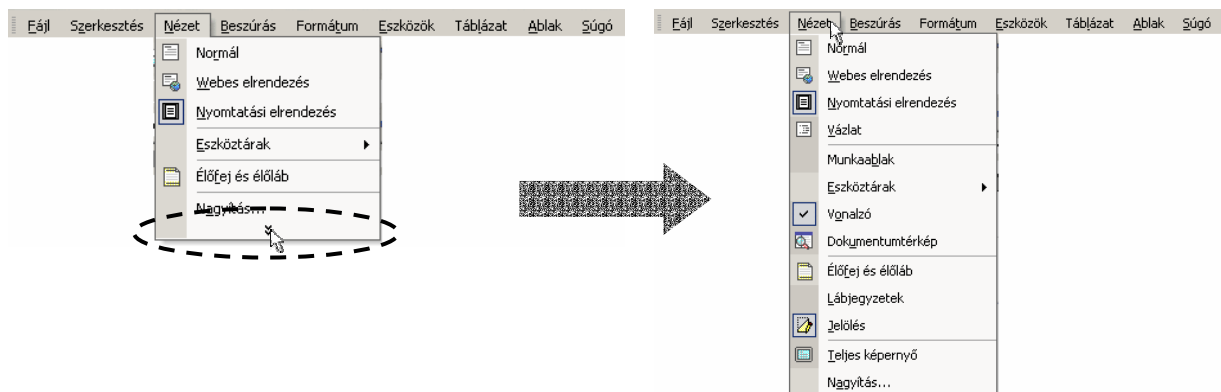 Fájl Szerkesztés Nézet Beszúrás Formátum Eszközök Táblázat Ablak Súgó
Normál
Webes elrendezés
Nyomtatási elrendezés
Eszköztárak
Élőfej és élőláb
Nagyítás...
Fájl Szerkesztés Nézet Beszúrás Formátum Eszközök Táblázat Ablak Súgó
Normál
Webes elrendezés
Nyomtatási elrendezés
Vázlat
Munkaablak
Eszköztárak
Vonalzó
Dokumentumtérkép
Élőfej és élőláb
Lábjegyzetek
Jelölés
Teljes képernyő
Nagyítás...